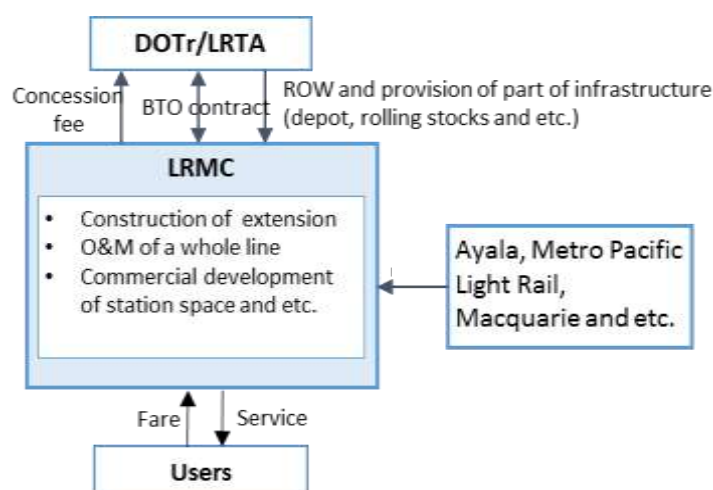 DOTr/LRTA
Concession
fee
BTO contract
ROW and provision of part of infrastructure
(depot, rolling stocks and etc.)
LRMC
• Construction of extension
• O&M of a whole line
• Commercial development
of station space and etc.
Ayala, Metro Pacific
Light Rail,
Macquarie and etc.
Fare
Service
Users